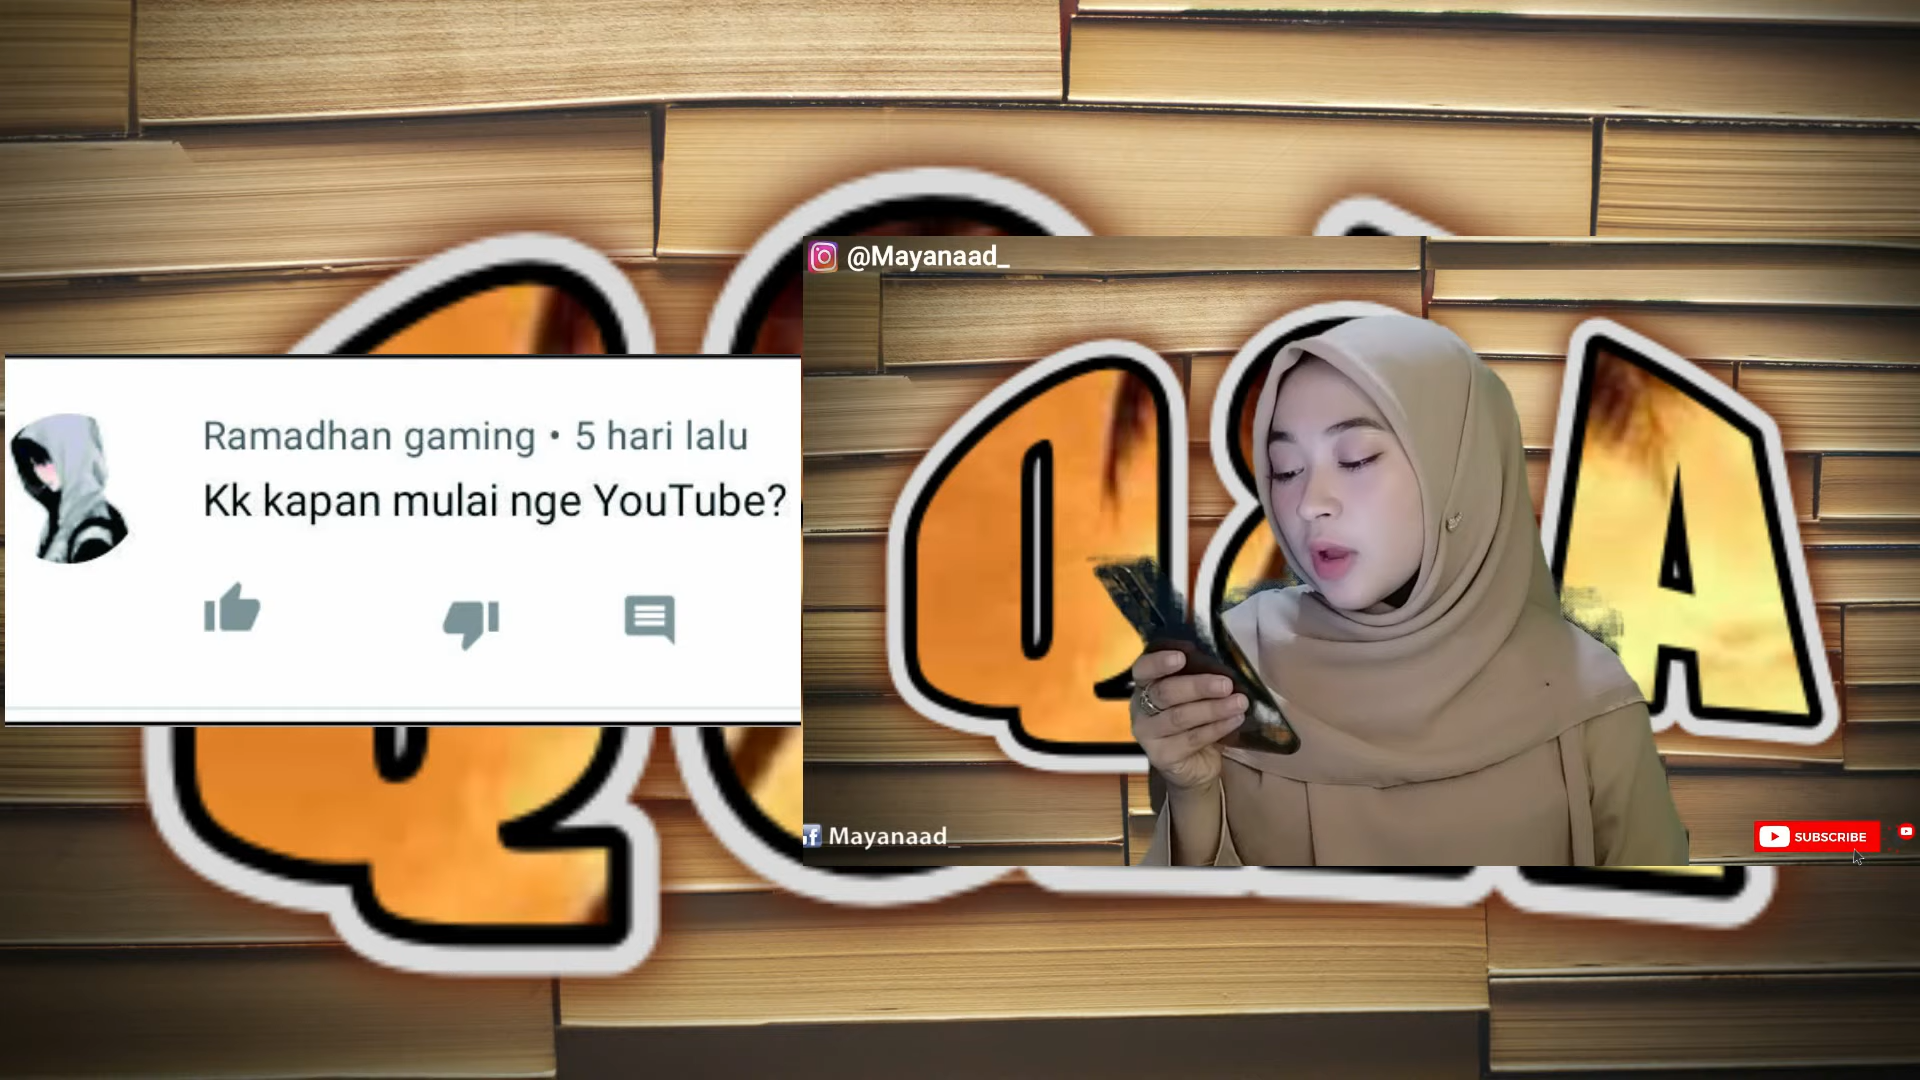 Ramadhan gaming • 5 hari lalu
Kk kapan mulai nge YouTube?
@Mayanaad_
Q&A
Mayanaad_
SUBSCRIBE